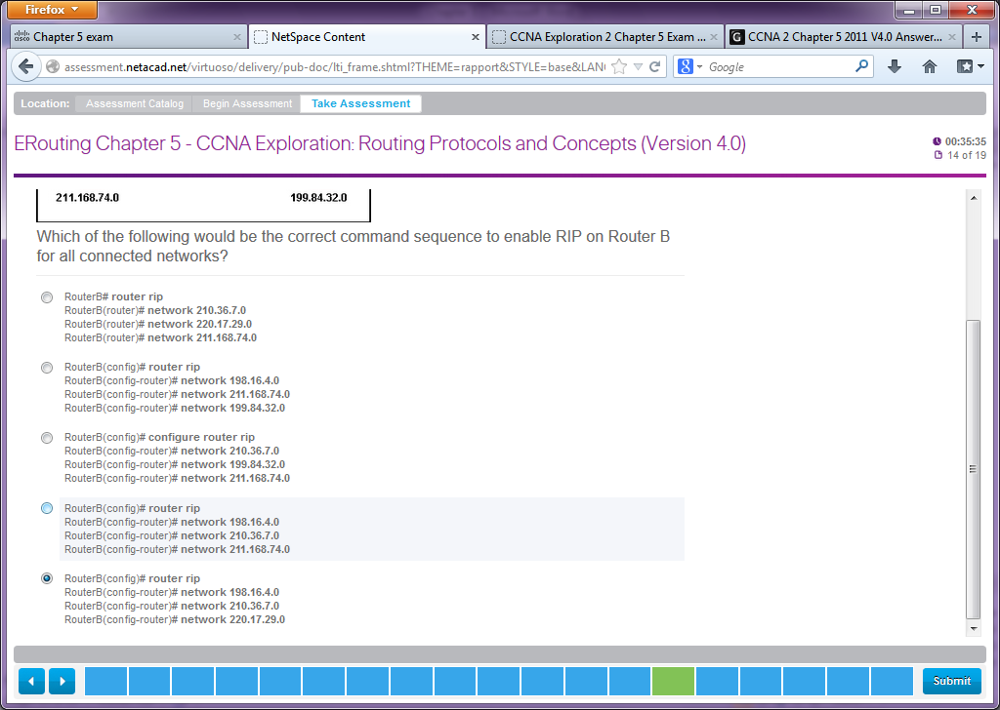 Firefox
Chapter 5 exam
NetSpace Content
CCNA Exploration 2 Chapter 5 Exam ...
G CCNA 2 Chapter 5 2011 V4.0 Answer...
assessment.netacad.net/virtuoso/delivery/pub-doc/lti_frame.shtml?THEME=rapport&STYLE=base&LAN
8 Google
Location: Assessment Catalog Begin Assessment Take Assessment
ERouting Chapter 5 - CCNA Exploration: Routing Protocols and Concepts (Version 4.0)
00:35:35
14 of 19
211.168.74.0 199.84.32.0
Which of the following would be the correct command sequence to enable RIP on Router B
for all connected networks?
RouterB# router rip
RouterB(router)# network 210.36.7.0
RouterB(router)# network 220.17.29.0
RouterB(router)# network 211.168.74.0
RouterB(config)# router rip
RouterB(config-router)# network 198.16.4.0
RouterB(config-router)# network 211.168.74.0
RouterB(config-router)# network 199.84.32.0
RouterB(config)# configure router rip
RouterB(config-router)# network 210.36.7.0
RouterB(config-router)# network 199.84.32.0
RouterB(config-router)# network 211.168.74.0
RouterB(config)# router rip
RouterB(config-router)# network 198.16.4.0
RouterB(config-router)# network 210.36.7.0
RouterB(config-router)# network 211.168.74.0
RouterB(config)# router rip
RouterB(config-router)# network 198.16.4.0
RouterB(config-router)# network 210.36.7.0
RouterB(config-router)# network 220.17.29.0
Submit